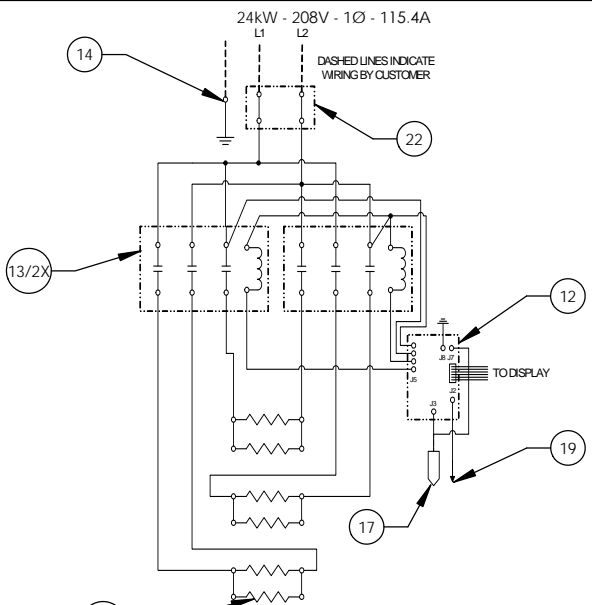 24kW - 208V - 1Ø - 115.4A
L1 L2
DASHED LINES INDICATE
WIRING BY CUSTOMER
14
22
13/2X
12
J8 J7
TO DISPLAY
J5
J2
J3
19
17